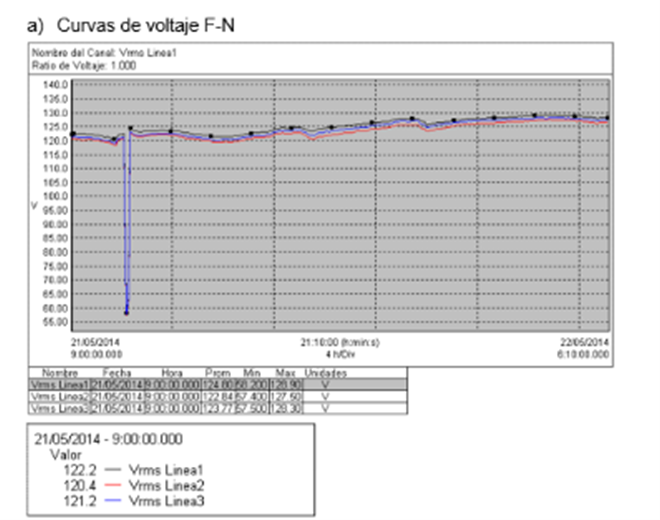 a) Curvas de voltaje F-N
Nombre del Canal: Vrms Linea1
Ratio de Voltaje: 1.000
140.0
135.0
130.0
125.0
120.0
115.0
110.0
105.0
100.0
V
95.00
90.00
85.00
80.00
75.00
70.00
65.00
60.00
55.00
21/05/2014 21:10:00 (h:min:s) 22/05/2014
9:00:00.000 4 h/Div 6:10:00.000
Nombre Fecha Hora Prom Min Max Unidades
Vrms Linea1 21/05/2014 9:00:00.000 124.80 58.200 128.90 V
Vrms Linea2 21/05/2014 9:00:00.000 122.84 57.400 127.50 V
Vrms Linea3 21/05/2014 9:00:00.000 123.77 57.500 128.30 V
21/05/2014 - 9:00:00.000
Valor
122.2 Vrms Linea1
120.4 Vrms Linea2
121.2 Vrms Linea3